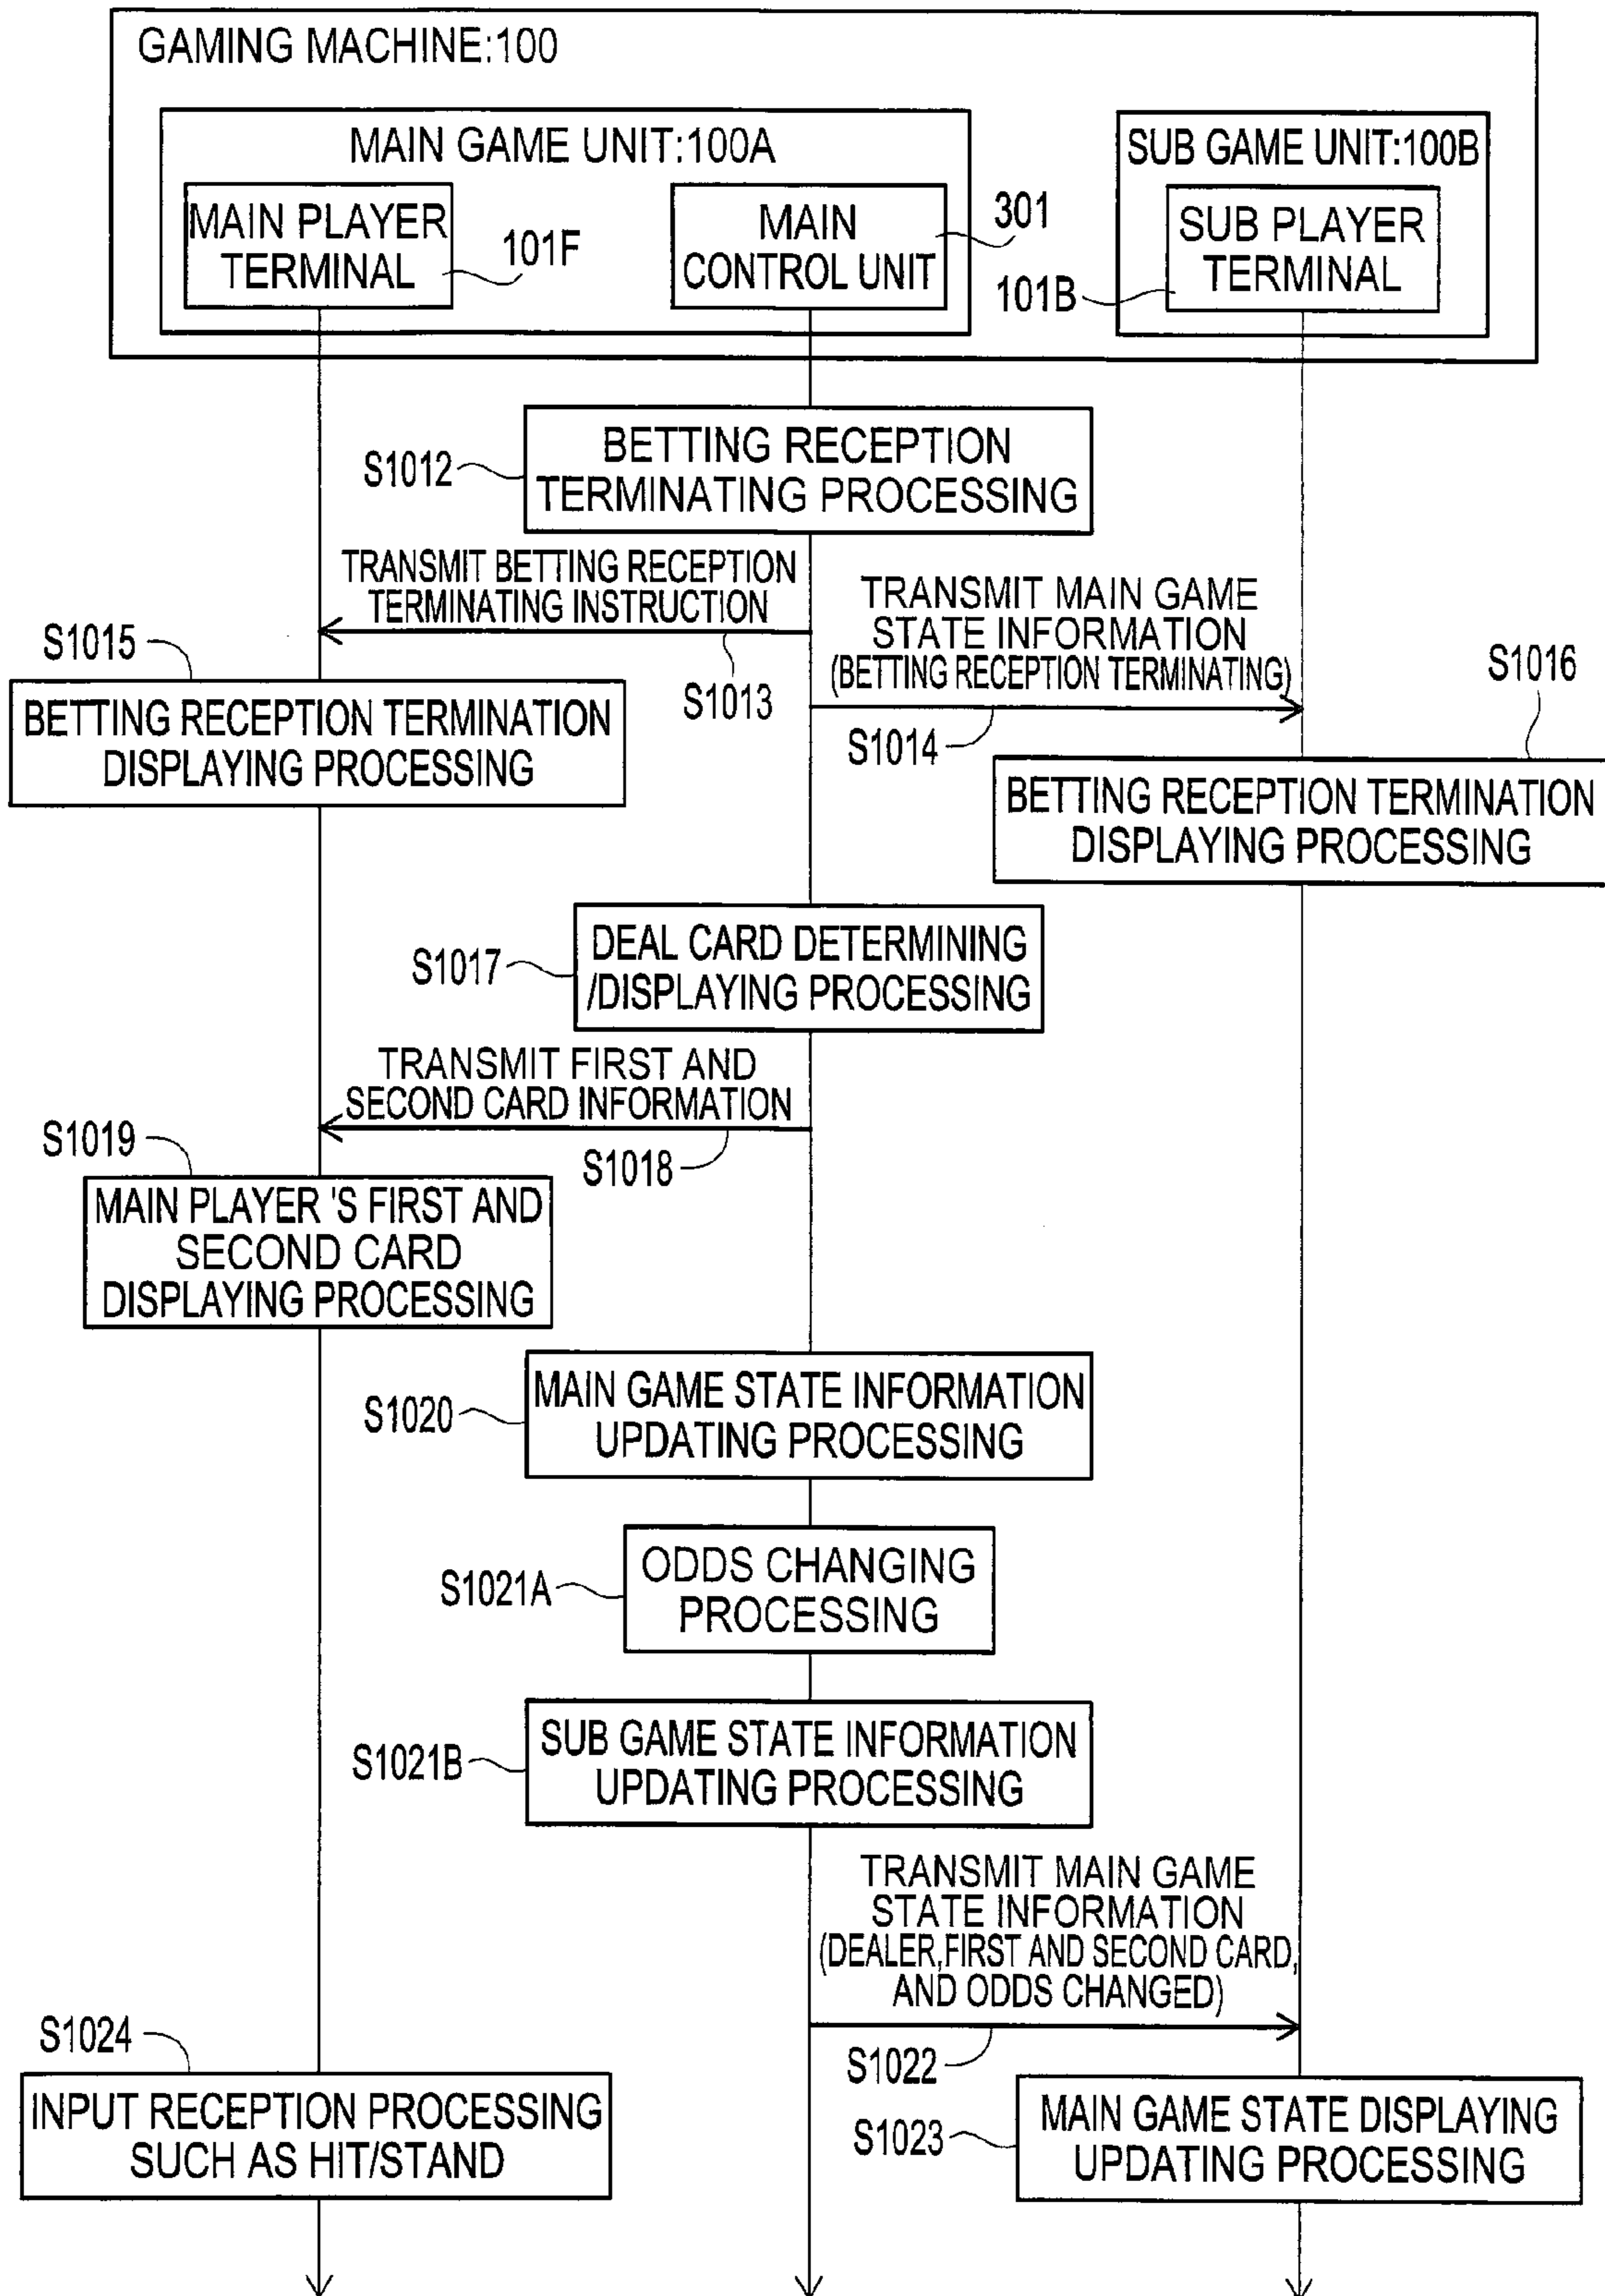 GAMING MACHINE:100
MAIN GAME UNIT:100A
SUB GAME UNIT:100B
MAIN PLAYER
TERMINAL
101F
MAIN
CONTROL UNIT
301
SUB PLAYER
TERMINAL
101B
S1012
BETTING RECEPTION
TERMINATING PROCESSING
TRANSMIT BETTING RECEPTION
TERMINATING INSTRUCTION
S1013
TRANSMIT MAIN GAME
STATE INFORMATION
(BETTING RECEPTION TERMINATING)
S1014
S1015
BETTING RECEPTION TERMINATION
DISPLAYING PROCESSING
S1016
BETTING RECEPTION TERMINATION
DISPLAYING PROCESSING
S1017
DEAL CARD DETERMINING
/DISPLAYING PROCESSING
TRANSMIT FIRST AND
SECOND CARD INFORMATION
S1018
S1019
MAIN PLAYER 'S FIRST AND
SECOND CARD
DISPLAYING PROCESSING
S1020
MAIN GAME STATE INFORMATION
UPDATING PROCESSING
S1021A
ODDS CHANGING
PROCESSING
S1021B
SUB GAME STATE INFORMATION
UPDATING PROCESSING
TRANSMIT MAIN GAME
STATE INFORMATION
(DEALER,FIRST AND SECOND CARD,
AND ODDS CHANGED)
S1022
S1024
INPUT RECEPTION PROCESSING
SUCH AS HIT/STAND
S1023
MAIN GAME STATE DISPLAYING
UPDATING PROCESSING